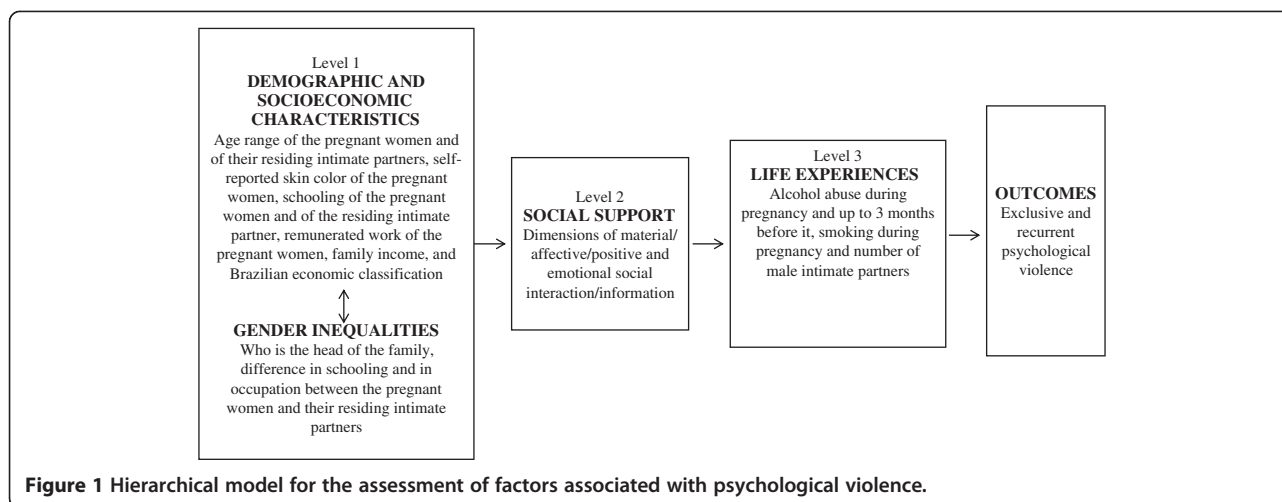 Level 1
DEMOGRAPHIC AND
SOCIOECONOMIC
CHARACTERISTICS
Age range of the pregnant women and
of their residing intimate partners, self-
reported skin color of the pregnant
women, schooling of the pregnant
women and of the residing intimate
partner, remunerated work of the
pregnant women, family income, and
Brazilian economic classification
GENDER INEQUALITIES
Who is the head of the family,
difference in schooling and in
occupation between the pregnant
women and their residing intimate
partners
Level 2
SOCIAL SUPPORT
Dimensions of material/
affective/positive and
emotional social
interaction/information
Level 3
LIFE EXPERIENCES
Alcohol abuse during
pregnancy and up to 3 months
before it, smoking during
pregnancy and number of
male intimate partners
OUTCOMES
Exclusive and
recurrent
psychological
violence
Figure 1 Hierarchical model for the assessment of factors associated with psychological violence.